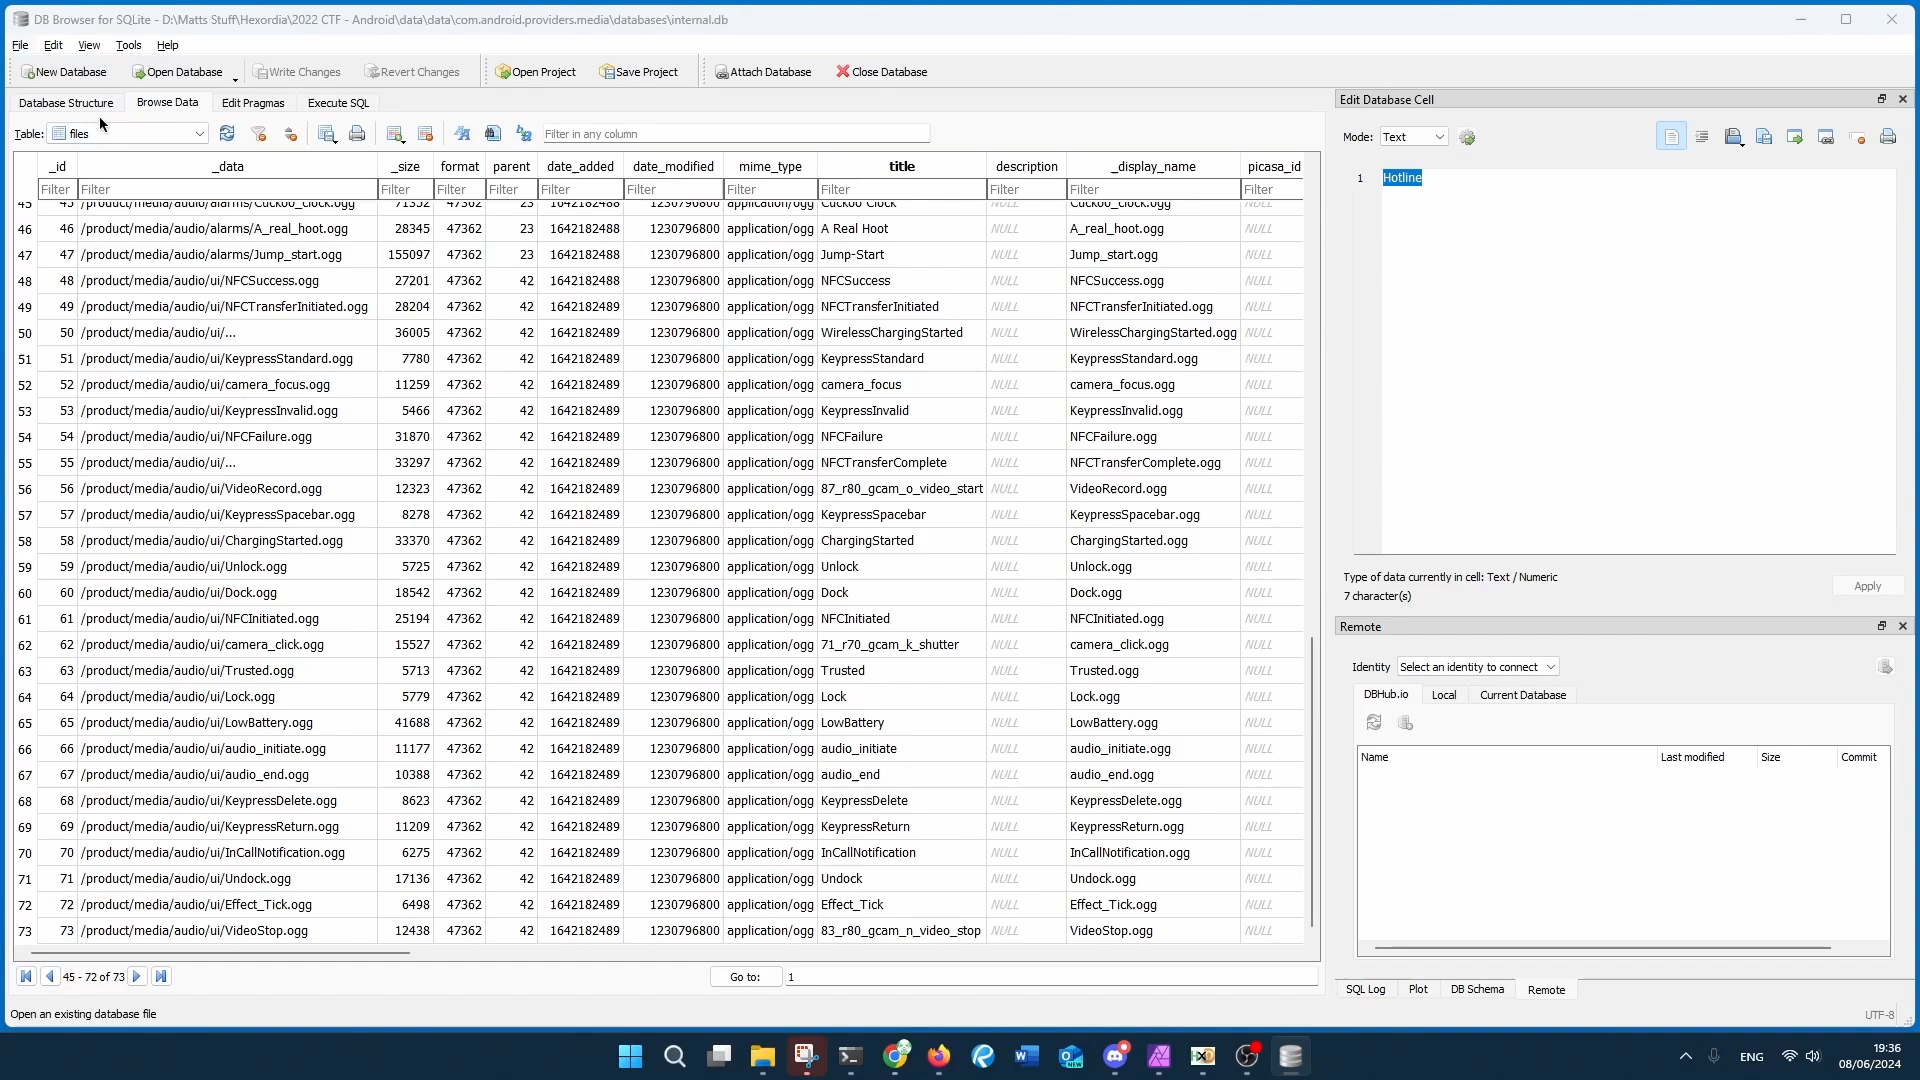 DB Browser for SQLite - D:\Matts Stuff\Hexordia\2022 CTF - Android\data\data\com.android.providers.media\databases\internal.db
File Edit View Tools Help
New Database Open Database Write Changes Revert Changes Open Project Save Project Attach Database Close Database
Database Structure Browse Data Edit Pragmas Execute SQL
Table: files Filter in any column
_id _data _size format parent date_added date_modified mime_type title description _display_name picasa_id
Filter Filter Filter Filter Filter Filter Filter Filter Filter Filter Filter Filter
45 45 /product/media/audio/alarms/Cuckoo_clock.ogg 71352 47362 23 1642182488 1230796800 application/ogg Cuckoo Clock NULL Cuckoo_clock.ogg NULL
46 46 /product/media/audio/alarms/A_real_hoot.ogg 28345 47362 23 1642182488 1230796800 application/ogg A Real Hoot NULL A_real_hoot.ogg NULL
47 47 /product/media/audio/alarms/Jump_start.ogg 155097 47362 23 1642182488 1230796800 application/ogg Jump-Start NULL Jump_start.ogg NULL
48 48 /product/media/audio/ui/NFCSuccess.ogg 27201 47362 42 1642182488 1230796800 application/ogg NFCSuccess NULL NFCSuccess.ogg NULL
49 49 /product/media/audio/ui/NFCTransferInitiated.ogg 28204 47362 42 1642182489 1230796800 application/ogg NFCTransferInitiated NULL NFCTransferInitiated.ogg NULL
50 50 /product/media/audio/ui/... 36005 47362 42 1642182489 1230796800 application/ogg WirelessChargingStarted NULL WirelessChargingStarted.ogg NULL
51 51 /product/media/audio/ui/KeypressStandard.ogg 7780 47362 42 1642182489 1230796800 application/ogg KeypressStandard NULL KeypressStandard.ogg NULL
52 52 /product/media/audio/ui/camera_focus.ogg 11259 47362 42 1642182489 1230796800 application/ogg camera_focus NULL camera_focus.ogg NULL
53 53 /product/media/audio/ui/KeypressInvalid.ogg 5466 47362 42 1642182489 1230796800 application/ogg KeypressInvalid NULL KeypressInvalid.ogg NULL
54 54 /product/media/audio/ui/NFCFailure.ogg 31870 47362 42 1642182489 1230796800 application/ogg NFCFailure NULL NFCFailure.ogg NULL
55 55 /product/media/audio/ui/... 33297 47362 42 1642182489 1230796800 application/ogg NFCTransferComplete NULL NFCTransferComplete.ogg NULL
56 56 /product/media/audio/ui/VideoRecord.ogg 12323 47362 42 1642182489 1230796800 application/ogg 87_r80_gcam_o_video_start NULL VideoRecord.ogg NULL
57 57 /product/media/audio/ui/KeypressSpacebar.ogg 8278 47362 42 1642182489 1230796800 application/ogg KeypressSpacebar NULL KeypressSpacebar.ogg NULL
58 58 /product/media/audio/ui/ChargingStarted.ogg 33370 47362 42 1642182489 1230796800 application/ogg ChargingStarted NULL ChargingStarted.ogg NULL
59 59 /product/media/audio/ui/Unlock.ogg 5725 47362 42 1642182489 1230796800 application/ogg Unlock NULL Unlock.ogg NULL
60 60 /product/media/audio/ui/Dock.ogg 18542 47362 42 1642182489 1230796800 application/ogg Dock NULL Dock.ogg NULL
61 61 /product/media/audio/ui/NFCInitiated.ogg 25194 47362 42 1642182489 1230796800 application/ogg NFCInitiated NULL NFCInitiated.ogg NULL
62 62 /product/media/audio/ui/camera_click.ogg 15527 47362 42 1642182489 1230796800 application/ogg 71_r70_gcam_k_shutter NULL camera_click.ogg NULL
63 63 /product/media/audio/ui/Trusted.ogg 5713 47362 42 1642182489 1230796800 application/ogg Trusted NULL Trusted.ogg NULL
64 64 /product/media/audio/ui/Lock.ogg 5779 47362 42 1642182489 1230796800 application/ogg Lock NULL Lock.ogg NULL
65 65 /product/media/audio/ui/LowBattery.ogg 41688 47362 42 1642182489 1230796800 application/ogg LowBattery NULL LowBattery.ogg NULL
66 66 /product/media/audio/ui/audio_initiate.ogg 11177 47362 42 1642182489 1230796800 application/ogg audio_initiate NULL audio_initiate.ogg NULL
67 67 /product/media/audio/ui/audio_end.ogg 10388 47362 42 1642182489 1230796800 application/ogg audio_end NULL audio_end.ogg NULL
68 68 /product/media/audio/ui/KeypressDelete.ogg 8623 47362 42 1642182489 1230796800 application/ogg KeypressDelete NULL KeypressDelete.ogg NULL
69 69 /product/media/audio/ui/KeypressReturn.ogg 11209 47362 42 1642182489 1230796800 application/ogg KeypressReturn NULL KeypressReturn.ogg NULL
70 70 /product/media/audio/ui/InCallNotification.ogg 6275 47362 42 1642182489 1230796800 application/ogg InCallNotification NULL InCallNotification.ogg NULL
71 71 /product/media/audio/ui/Undock.ogg 17136 47362 42 1642182489 1230796800 application/ogg Undock NULL Undock.ogg NULL
72 72 /product/media/audio/ui/Effect_Tick.ogg 6498 47362 42 1642182489 1230796800 application/ogg Effect_Tick NULL Effect_Tick.ogg NULL
73 73 /product/media/audio/ui/VideoStop.ogg 12438 47362 42 1642182489 1230796800 application/ogg 83_r80_gcam_n_video_stop NULL VideoStop.ogg NULL
45 - 72 of 73 Go to: 1
Open an existing database file
Edit Database Cell
Mode: Text
1 Hotline
Type of data currently in cell: Text / Numeric
7 character(s)
Apply
Remote
Identity Select an identity to connect
DBHub.io Local Current Database
Name Last modified Size Commit
SQL Log Plot DB Schema Remote
UTF-8
ENG
19:36
08/06/2024